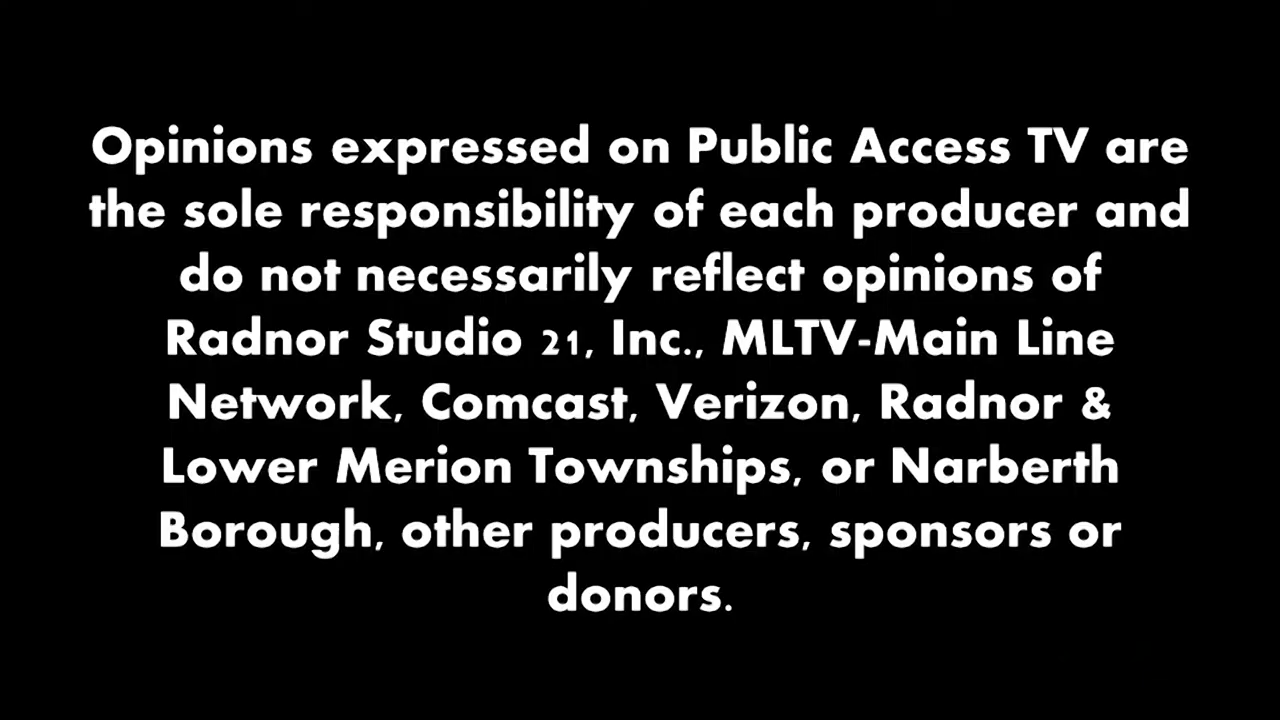 Opinions expressed on Public Access TV are
the sole responsibility of each producer and
do not necessarily reflect opinions of
Radnor Studio 21, Inc., MLTV-Main Line
Network, Comcast, Verizon, Radnor &
Lower Merion Townships, or Narberth
Borough, other producers, sponsors or
donors.